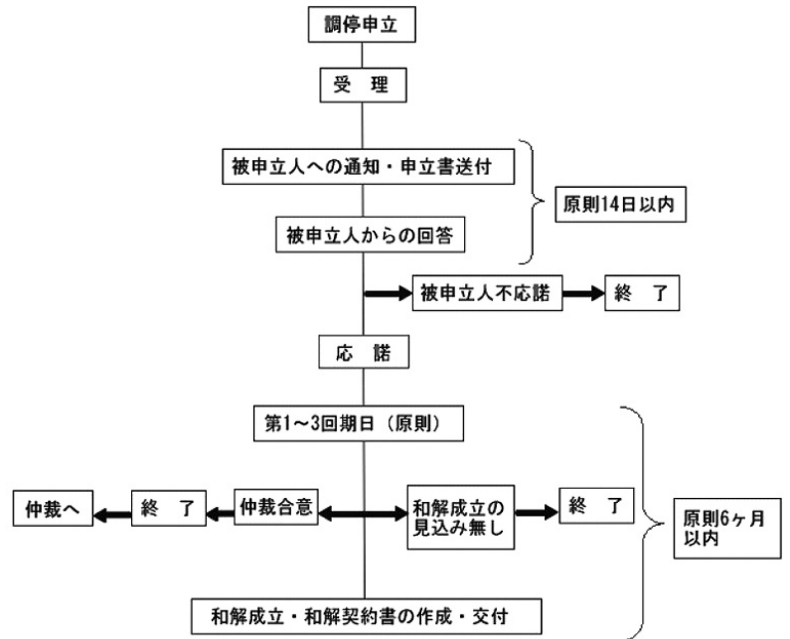 調停申立
受　理
被申立人への通知・申立書送付
原則14日以内
被申立人からの回答
被申立人不応諾
終　了
応　諾
第1～3回期日（原則）
仲裁へ
終　了
仲裁合意
和解成立の
見込み無し
終　了
原則6ヶ月
以内
和解成立・和解契約書の作成・交付